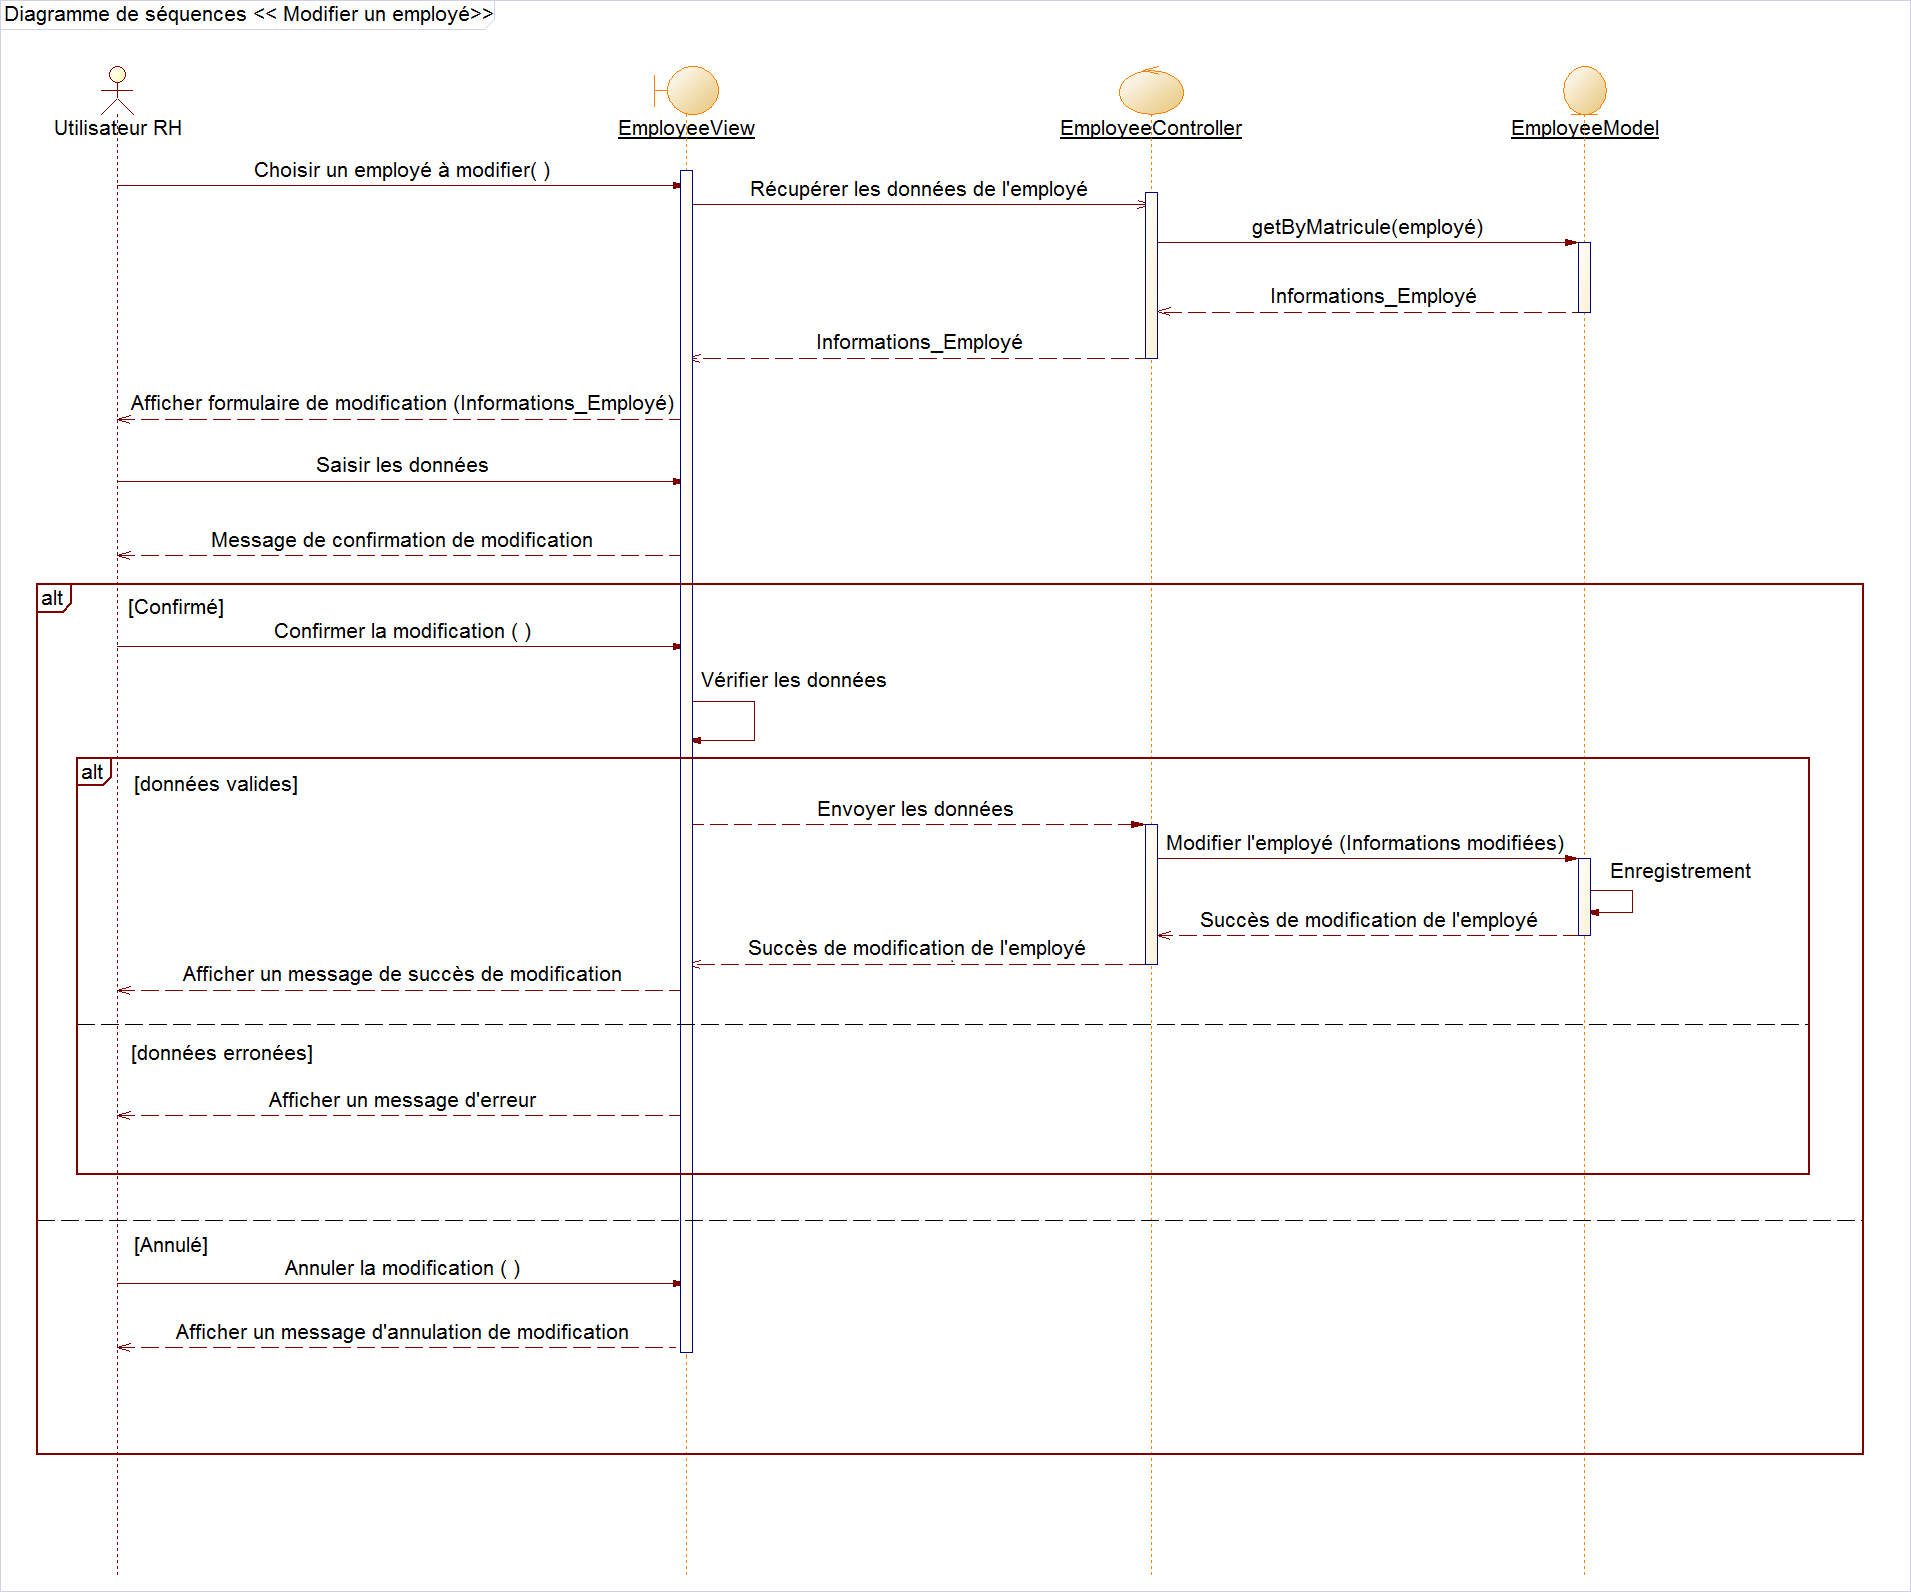 Diagramme de séquences << Modifier un employé>>
Utilisateur RH
EmployeeView
EmployeeController
EmployeeModel
Choisir un employé à modifier( )
Récupérer les données de l'employé
getByMatricule(employé)
Informations_Employé
Informations_Employé
Afficher formulaire de modification (Informations_Employé)
Saisir les données
Message de confirmation de modification
alt
[Confirmé]
Confirmer la modification ( )
Vérifier les données
alt
[données valides]
Envoyer les données
Modifier l'employé (Informations modifiées)
Enregistrement
Succès de modification de l'employé
Succès de modification de l'employé
Afficher un message de succès de modification
[données erronées]
Afficher un message d'erreur
[Annulé]
Annuler la modification ( )
Afficher un message d'annulation de modification